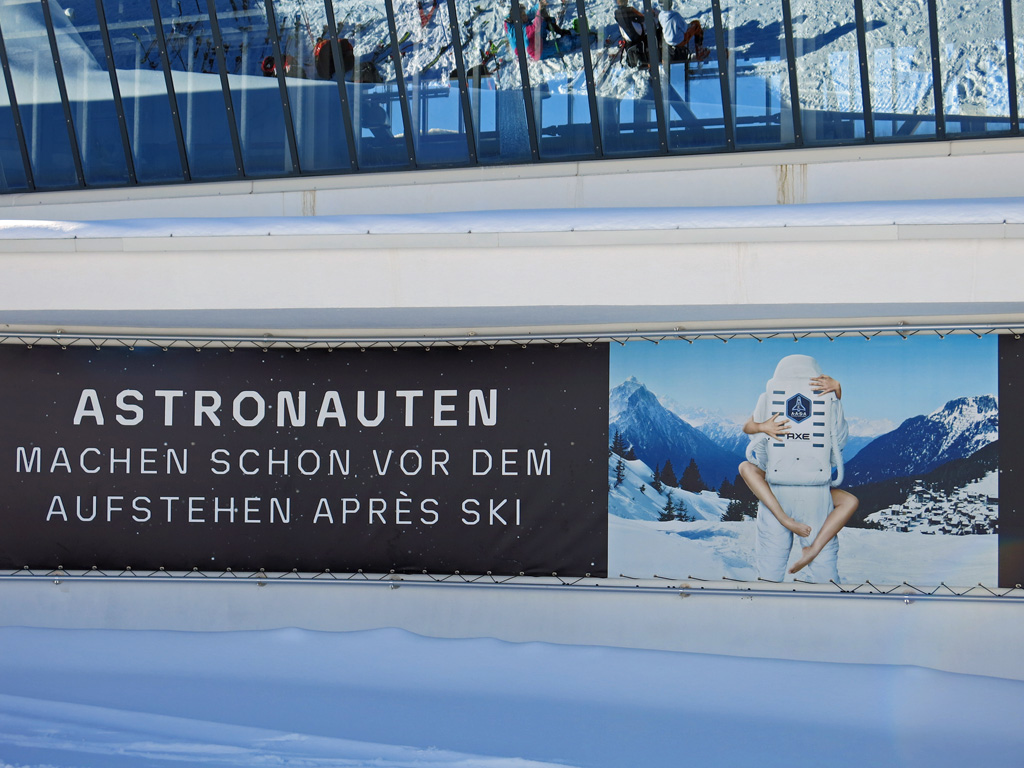 ASTRONAUTEN
MACHEN SCHON VOR DEM
AUFSTEHEN APRÈS SKI
AXE